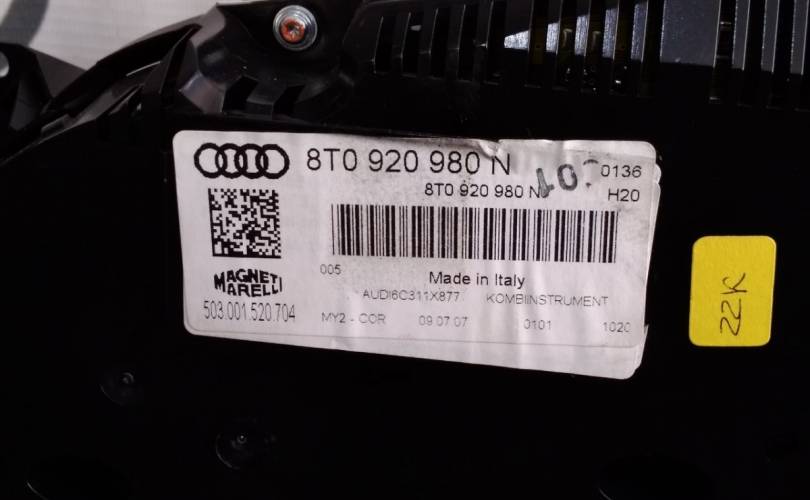 8T0 920 980 N
0136
8T0 920 980 N
H20
005
Made in Italy
MAGNETI
MARELLI
503.001.520.704
AUDI6C311X877 KOMBIINSTRUMENT
MY2 - COR 09 07 07 0101 1020
22K